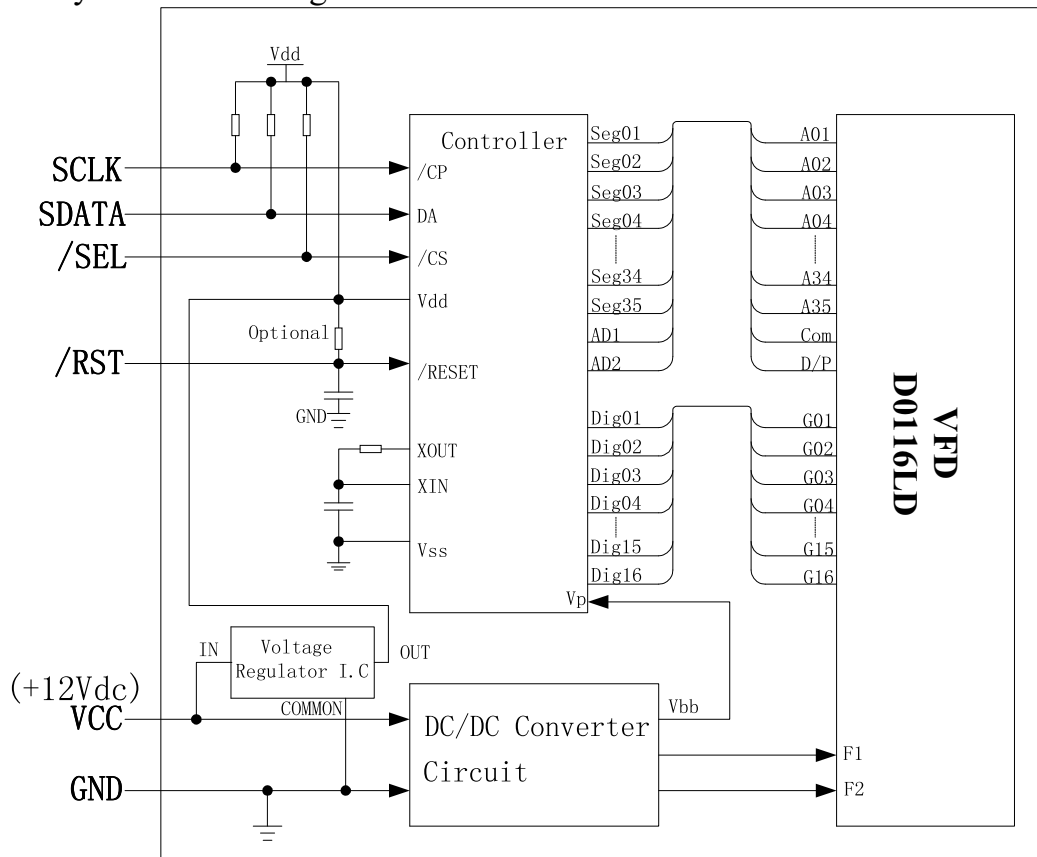 Vdd
SCLK
SDATA
/SEL
/RST
Controller
/CP
DA
/CS
Vdd
Optional
/RESET
GND
XOUT
XIN
Vss
Seg01
Seg02
Seg03
Seg04
Seg34
Seg35
AD1
AD2
Dig01
Dig02
Dig03
Dig04
Dig15
Dig16
Vp
A01
A02
A03
A04
A34
A35
Com
D/P
G01
G02
G03
G04
G15
G16
VFD
D0116LD
F1
F2
IN
Voltage
Regulator I.C
OUT
COMMON
(+12Vdc)
VCC
GND
DC/DC Converter
Circuit
Vbb